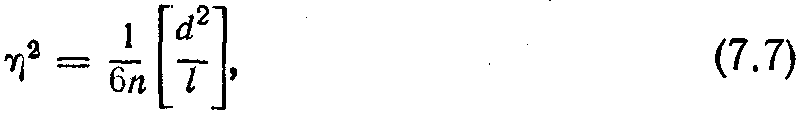 η² = 1/6n [d²/l], (7.7)